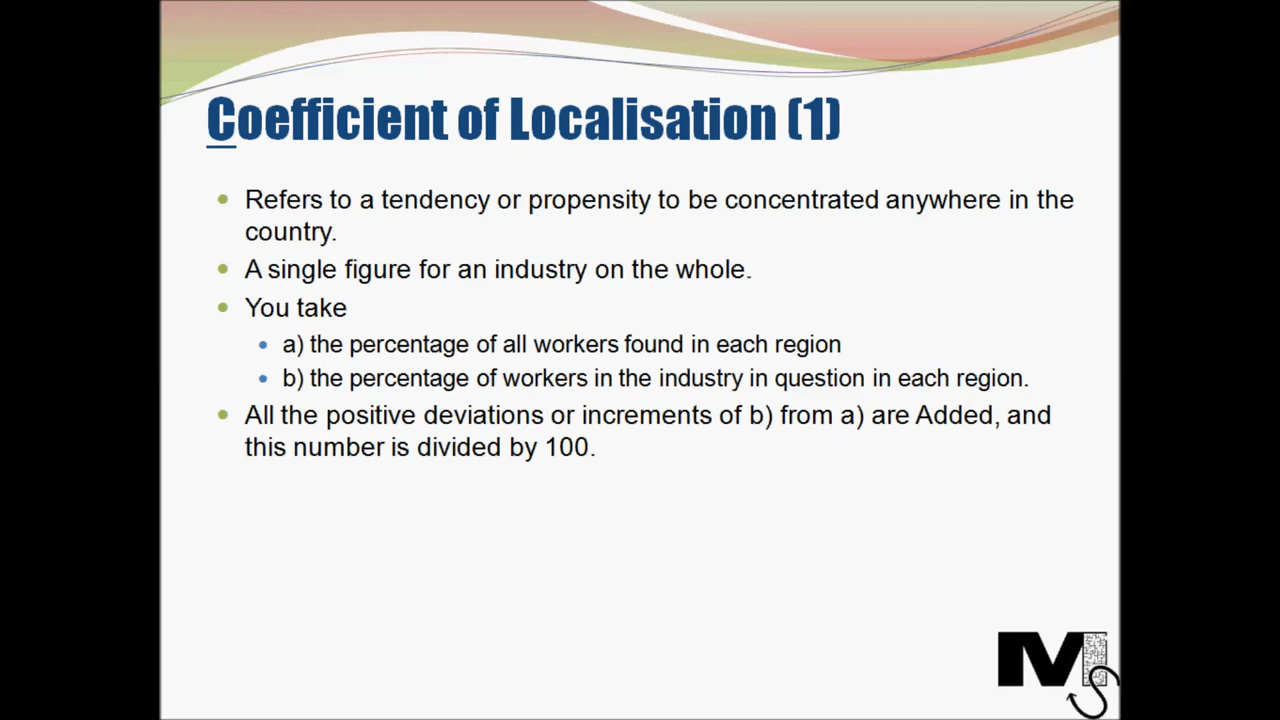 Coefficient of Localisation (1)
Refers to a tendency or propensity to be concentrated anywhere in the
country.
A single figure for an industry on the whole.
You take
a) the percentage of all workers found in each region
b) the percentage of workers in the industry in question in each region.
All the positive deviations or increments of b) from a) are Added, and
this number is divided by 100.
M
S